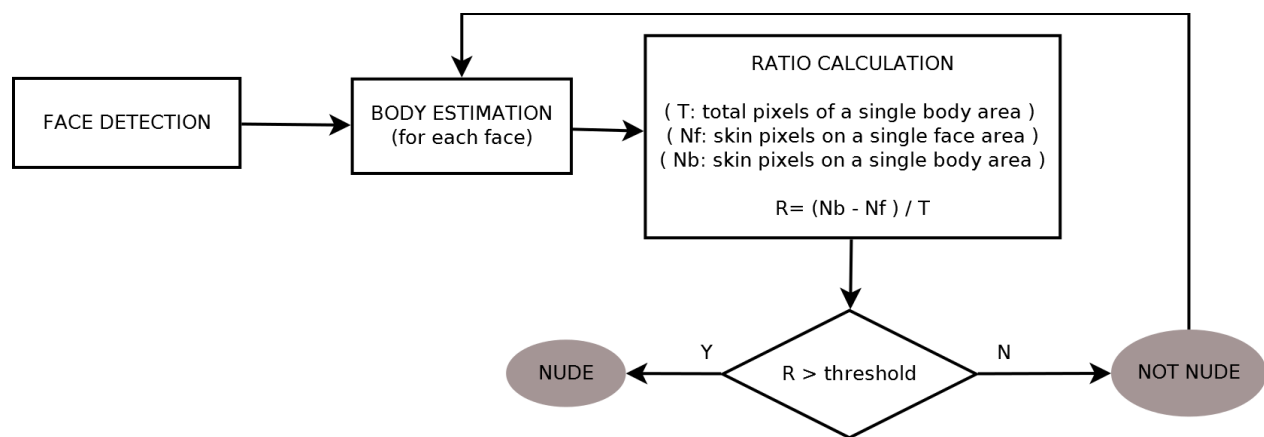 FACE DETECTION
BODY ESTIMATION
(for each face)
RATIO CALCULATION
( T: total pixels of a single body area )
( Nf: skin pixels on a single face area )
( Nb: skin pixels on a single body area )
R= (Nb - Nf ) / T
Y
N
NUDE
R > threshold
NOT NUDE